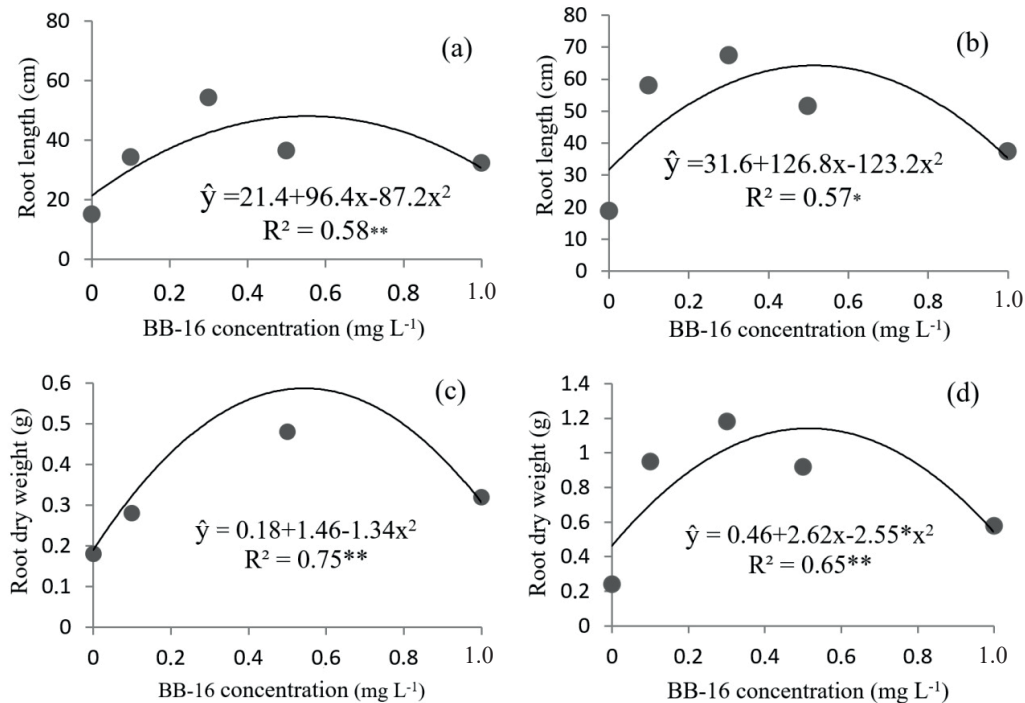 (a)
Root length (cm)
80
60
40
20
0
ŷ =21.4+96.4x-87.2x²
R² = 0.58**
0 0.2 0.4 0.6 0.8 1.0
BB-16 concentration (mg L⁻¹)
(b)
Root length (cm)
80
70
60
50
40
30
20
10
0
ŷ =31.6+126.8x-123.2x²
R² = 0.57*
0 0.2 0.4 0.6 0.8 1.0
BB-16 concentration (mg L⁻¹)
(c)
Root dry weight (g)
0.6
0.5
0.4
0.3
0.2
0.1
0
ŷ = 0.18+1.46-1.34x²
R² = 0.75**
0 0.2 0.4 0.6 0.8 1.0
BB-16 concentration (mg L⁻¹)
(d)
Root dry weight (g)
1.4
1.2
1
0.8
0.6
0.4
0.2
0
ŷ = 0.46+2.62x-2.55*x²
R² = 0.65**
0 0.2 0.4 0.6 0.8 1.0
BB-16 concentration (mg L⁻¹)